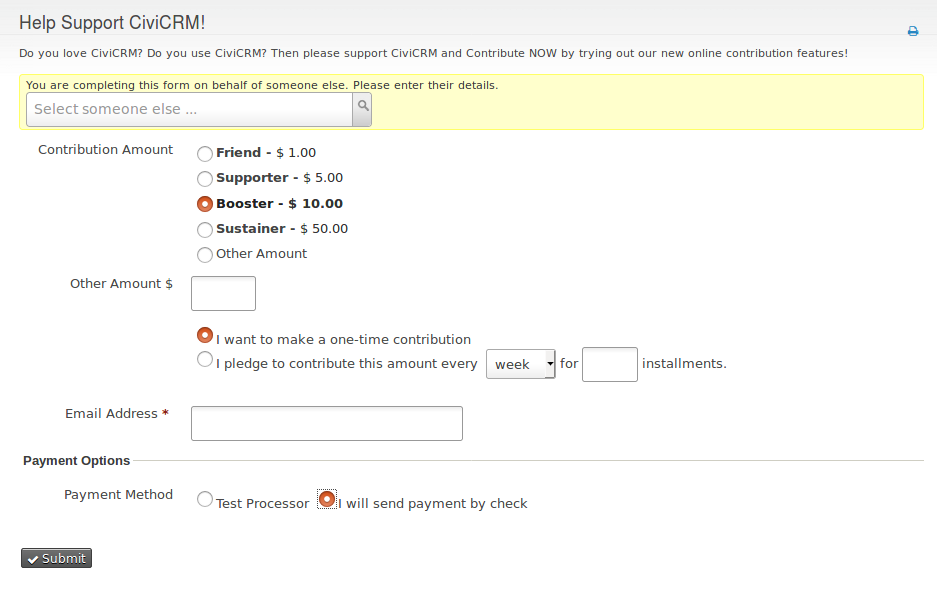 Help Support CiviCRM!
Do you love CiviCRM? Do you use CiviCRM? Then please support CiviCRM and Contribute NOW by trying out our new online contribution features!
You are completing this form on behalf of someone else. Please enter their details.
Select someone else ...
Contribution Amount
Friend - $ 1.00
Supporter - $ 5.00
Booster - $ 10.00
Sustainer - $ 50.00
Other Amount
Other Amount $
I want to make a one-time contribution
I pledge to contribute this amount every week for installments.
Email Address *
Payment Options
Payment Method Test Processor I will send payment by check
Submit